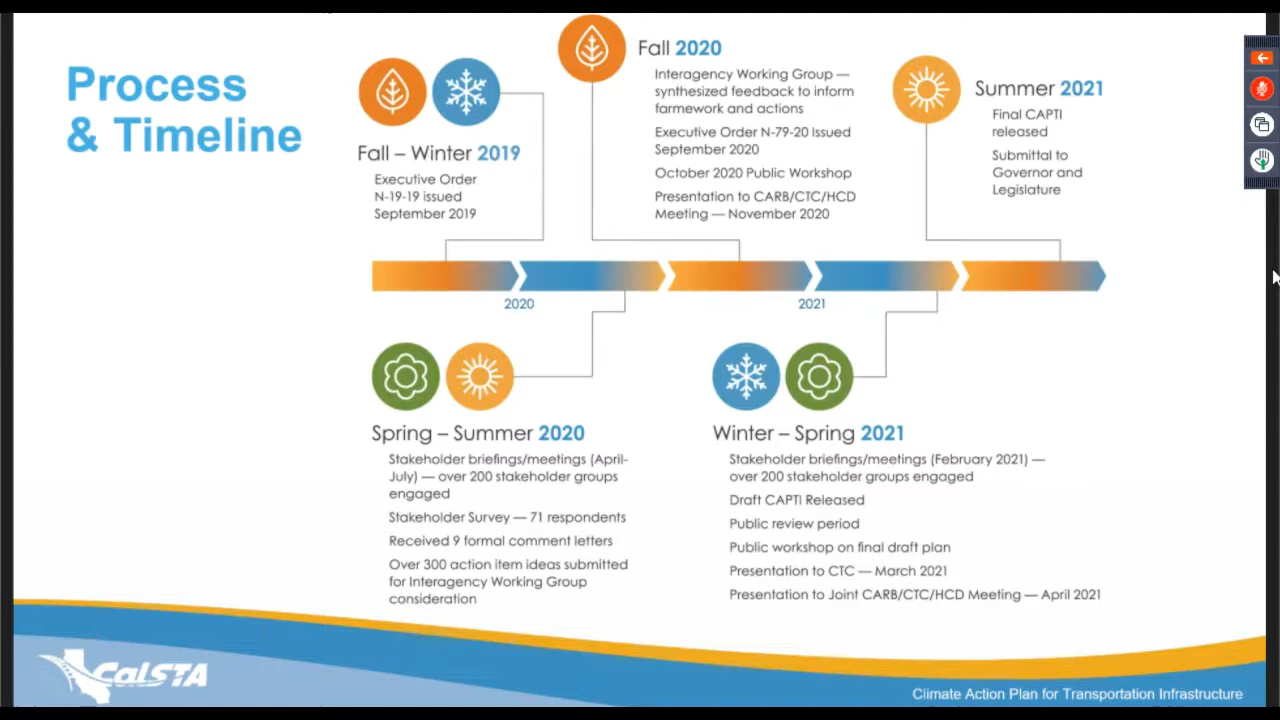 Process
& Timeline
Fall – Winter 2019
Executive Order
N-19-19 issued
September 2019
Fall 2020
Interagency Working Group —
synthesized feedback to inform
farmework and actions
Executive Order N-79-20 Issued
September 2020
October 2020 Public Workshop
Presentation to CARB/CTC/HCD
Meeting — November 2020
Summer 2021
Final CAPTI
released
Submittal to
Governor and
Legislature
2020
2021
Spring – Summer 2020
Stakeholder briefings/meetings (April-
July) — over 200 stakeholder groups
engaged
Stakeholder Survey — 71 respondents
Received 9 formal comment letters
Over 300 action item ideas submitted
for Interagency Working Group
consideration
Winter – Spring 2021
Stakeholder briefings/meetings (February 2021) —
over 200 stakeholder groups engaged
Draft CAPTI Released
Public review period
Public workshop on final draft plan
Presentation to CTC — March 2021
Presentation to Joint CARB/CTC/HCD Meeting — April 2021
CalSTA
Climate Action Plan for Transportation Infrastructure